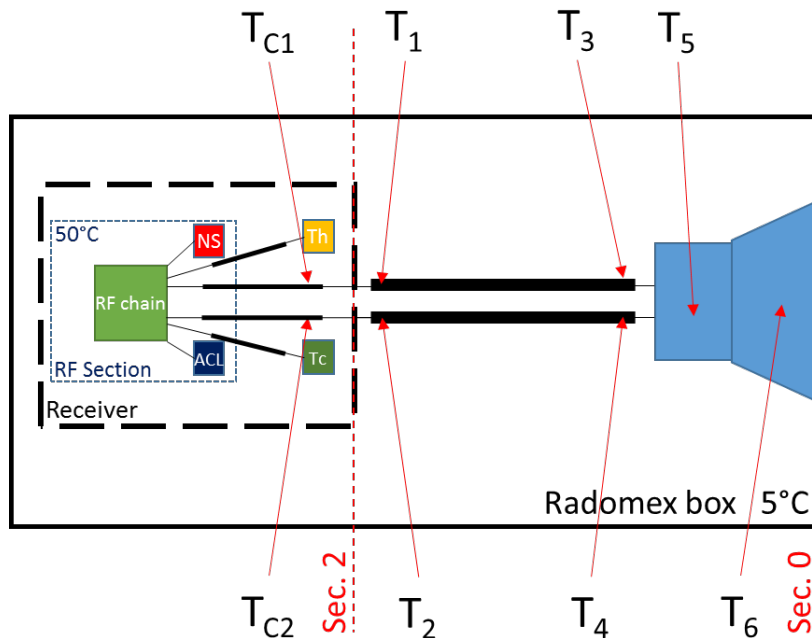 T_C1
T_1
T_3
T_5
50°C
NS
Th
RF chain
RF Section
ACL
Tc
Receiver
Radomex box 5°C
Sec. 2
Sec. 0
T_C2
T_2
T_4
T_6